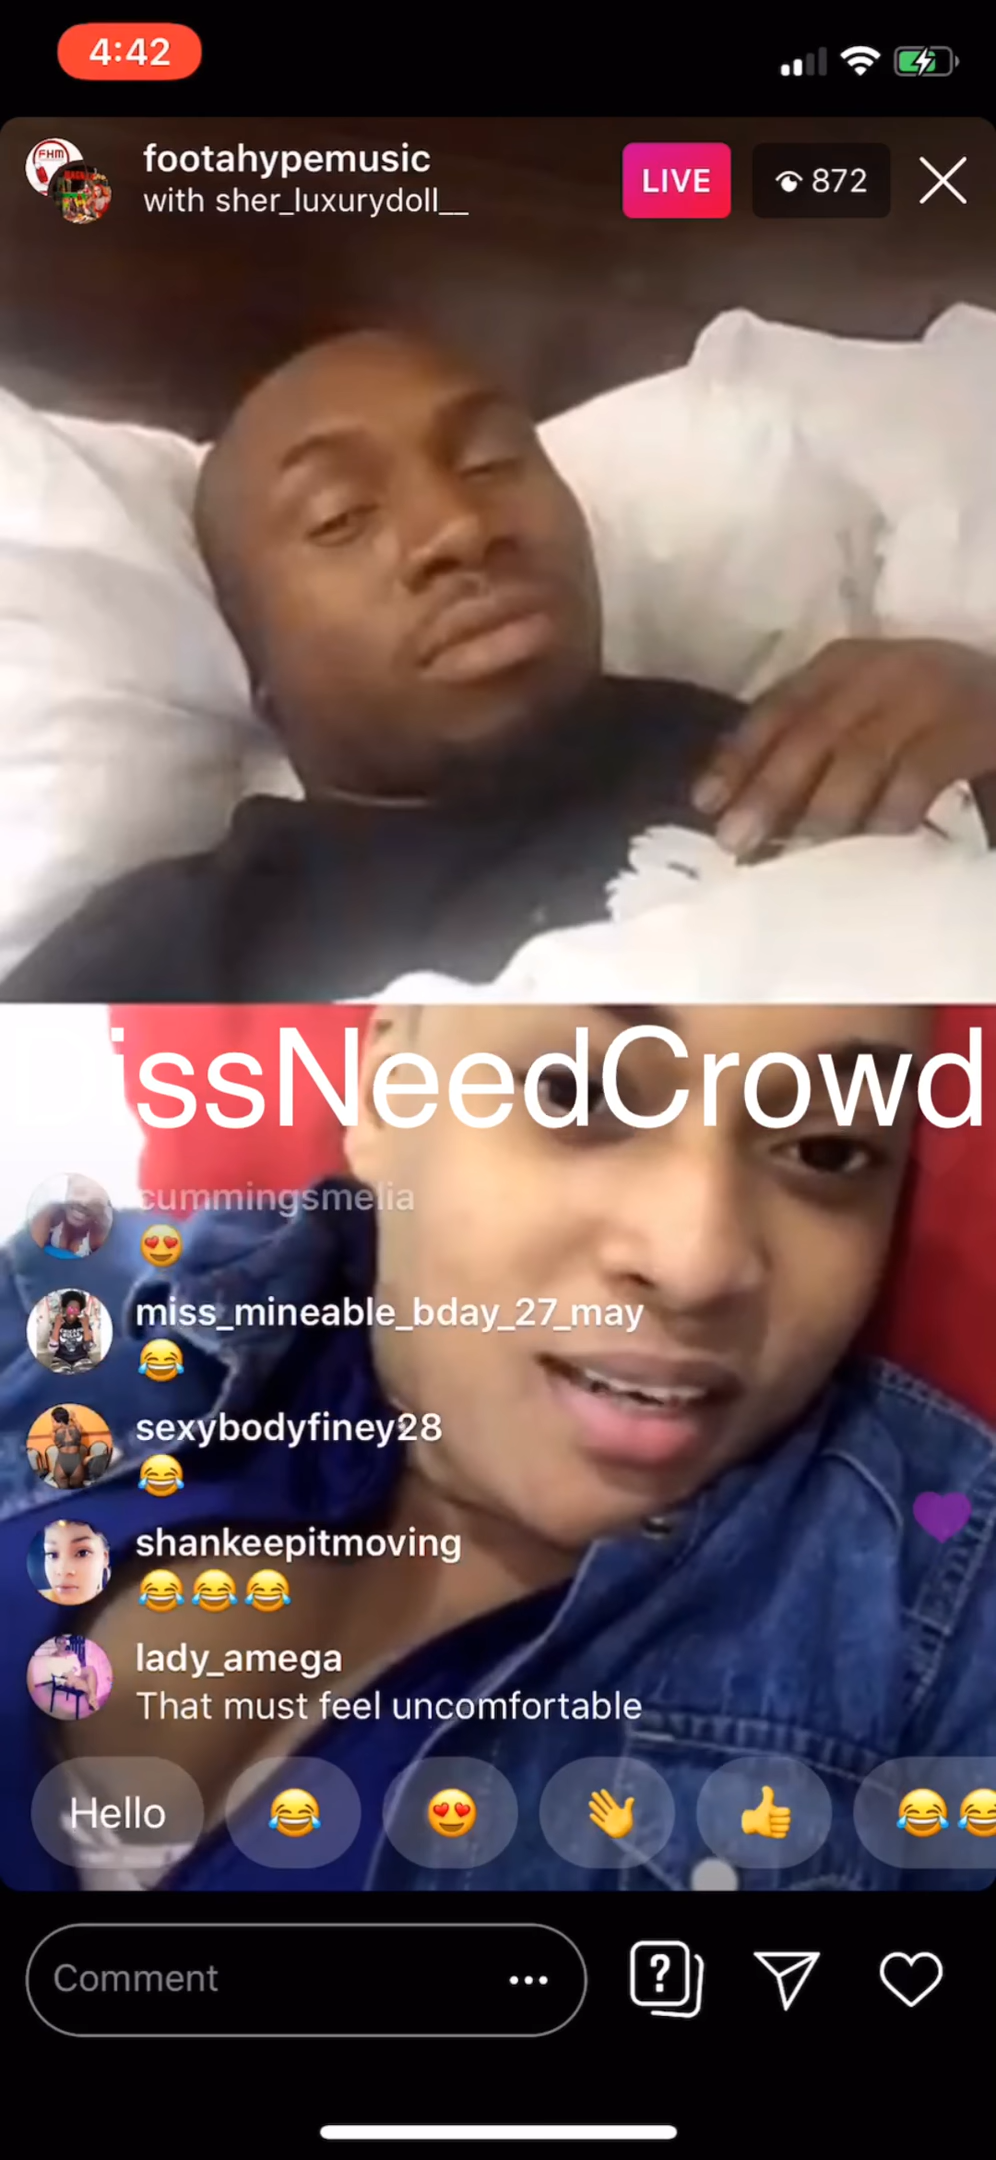 4:42
FHM
footahypemusic
with sher_luxurydoll__
LIVE
872
issNeedCrowd
cummingsmelia
😍
miss_mineable_bday_27_may
😂
sexybodyfiney28
😂
shankeepitmoving
😂😂😂
lady_amega
That must feel uncomfortable
Hello 😂 😍 👋 👍 😂😂
Comment